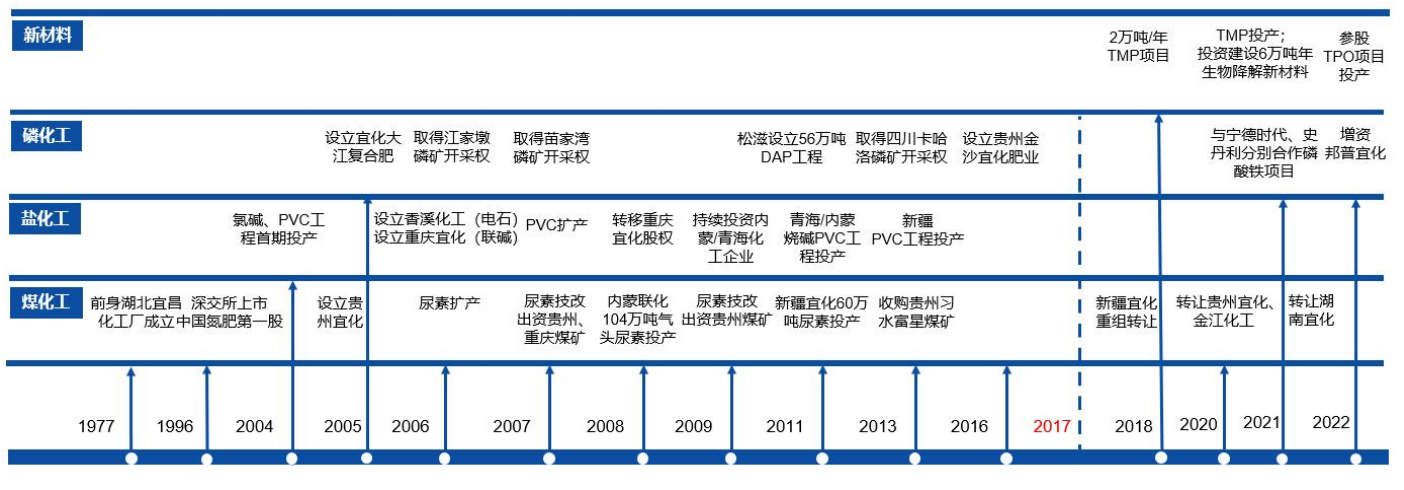 新材料
2万吨/年
TMP项目
TMP投产；
投资建设6万吨年
生物降解新材料
参股
TPO项目
投产
磷化工
设立宜化大
江复合肥
取得江家墩
磷矿开采权
取得苗家湾
磷矿开采权
松滋设立56万吨
DAP工程
取得四川卡哈
洛磷矿开采权
设立贵州金
沙宜化肥业
与宁德时代、史
丹利分别合作磷
酸铁项目
增资
邦普宜化
盐化工
氯碱、PVC工
程首期投产
设立香溪化工（电石）
设立重庆宜化（联碱）
PVC扩产
转移重庆
宜化股权
持续投资内
蒙/青海化
工企业
青海/内蒙
烧碱PVC工
程投产
新疆
PVC工程投产
煤化工
前身湖北宜昌
化工厂成立
深交所上市
中国氮肥第一股
设立贵
州宜化
尿素扩产
尿素技改
出资贵州、
重庆煤矿
内蒙联化
104万吨气
头尿素投产
尿素技改
出资贵州煤矿
新疆宜化60万
吨尿素投产
收购贵州习
水富星煤矿
新疆宜化
重组转让
转让贵州宜化、
金江化工
转让湖
南宜化
1977
1996
2004
2005
2006
2007
2008
2009
2011
2013
2016
2017
2018
2020
2021
2022